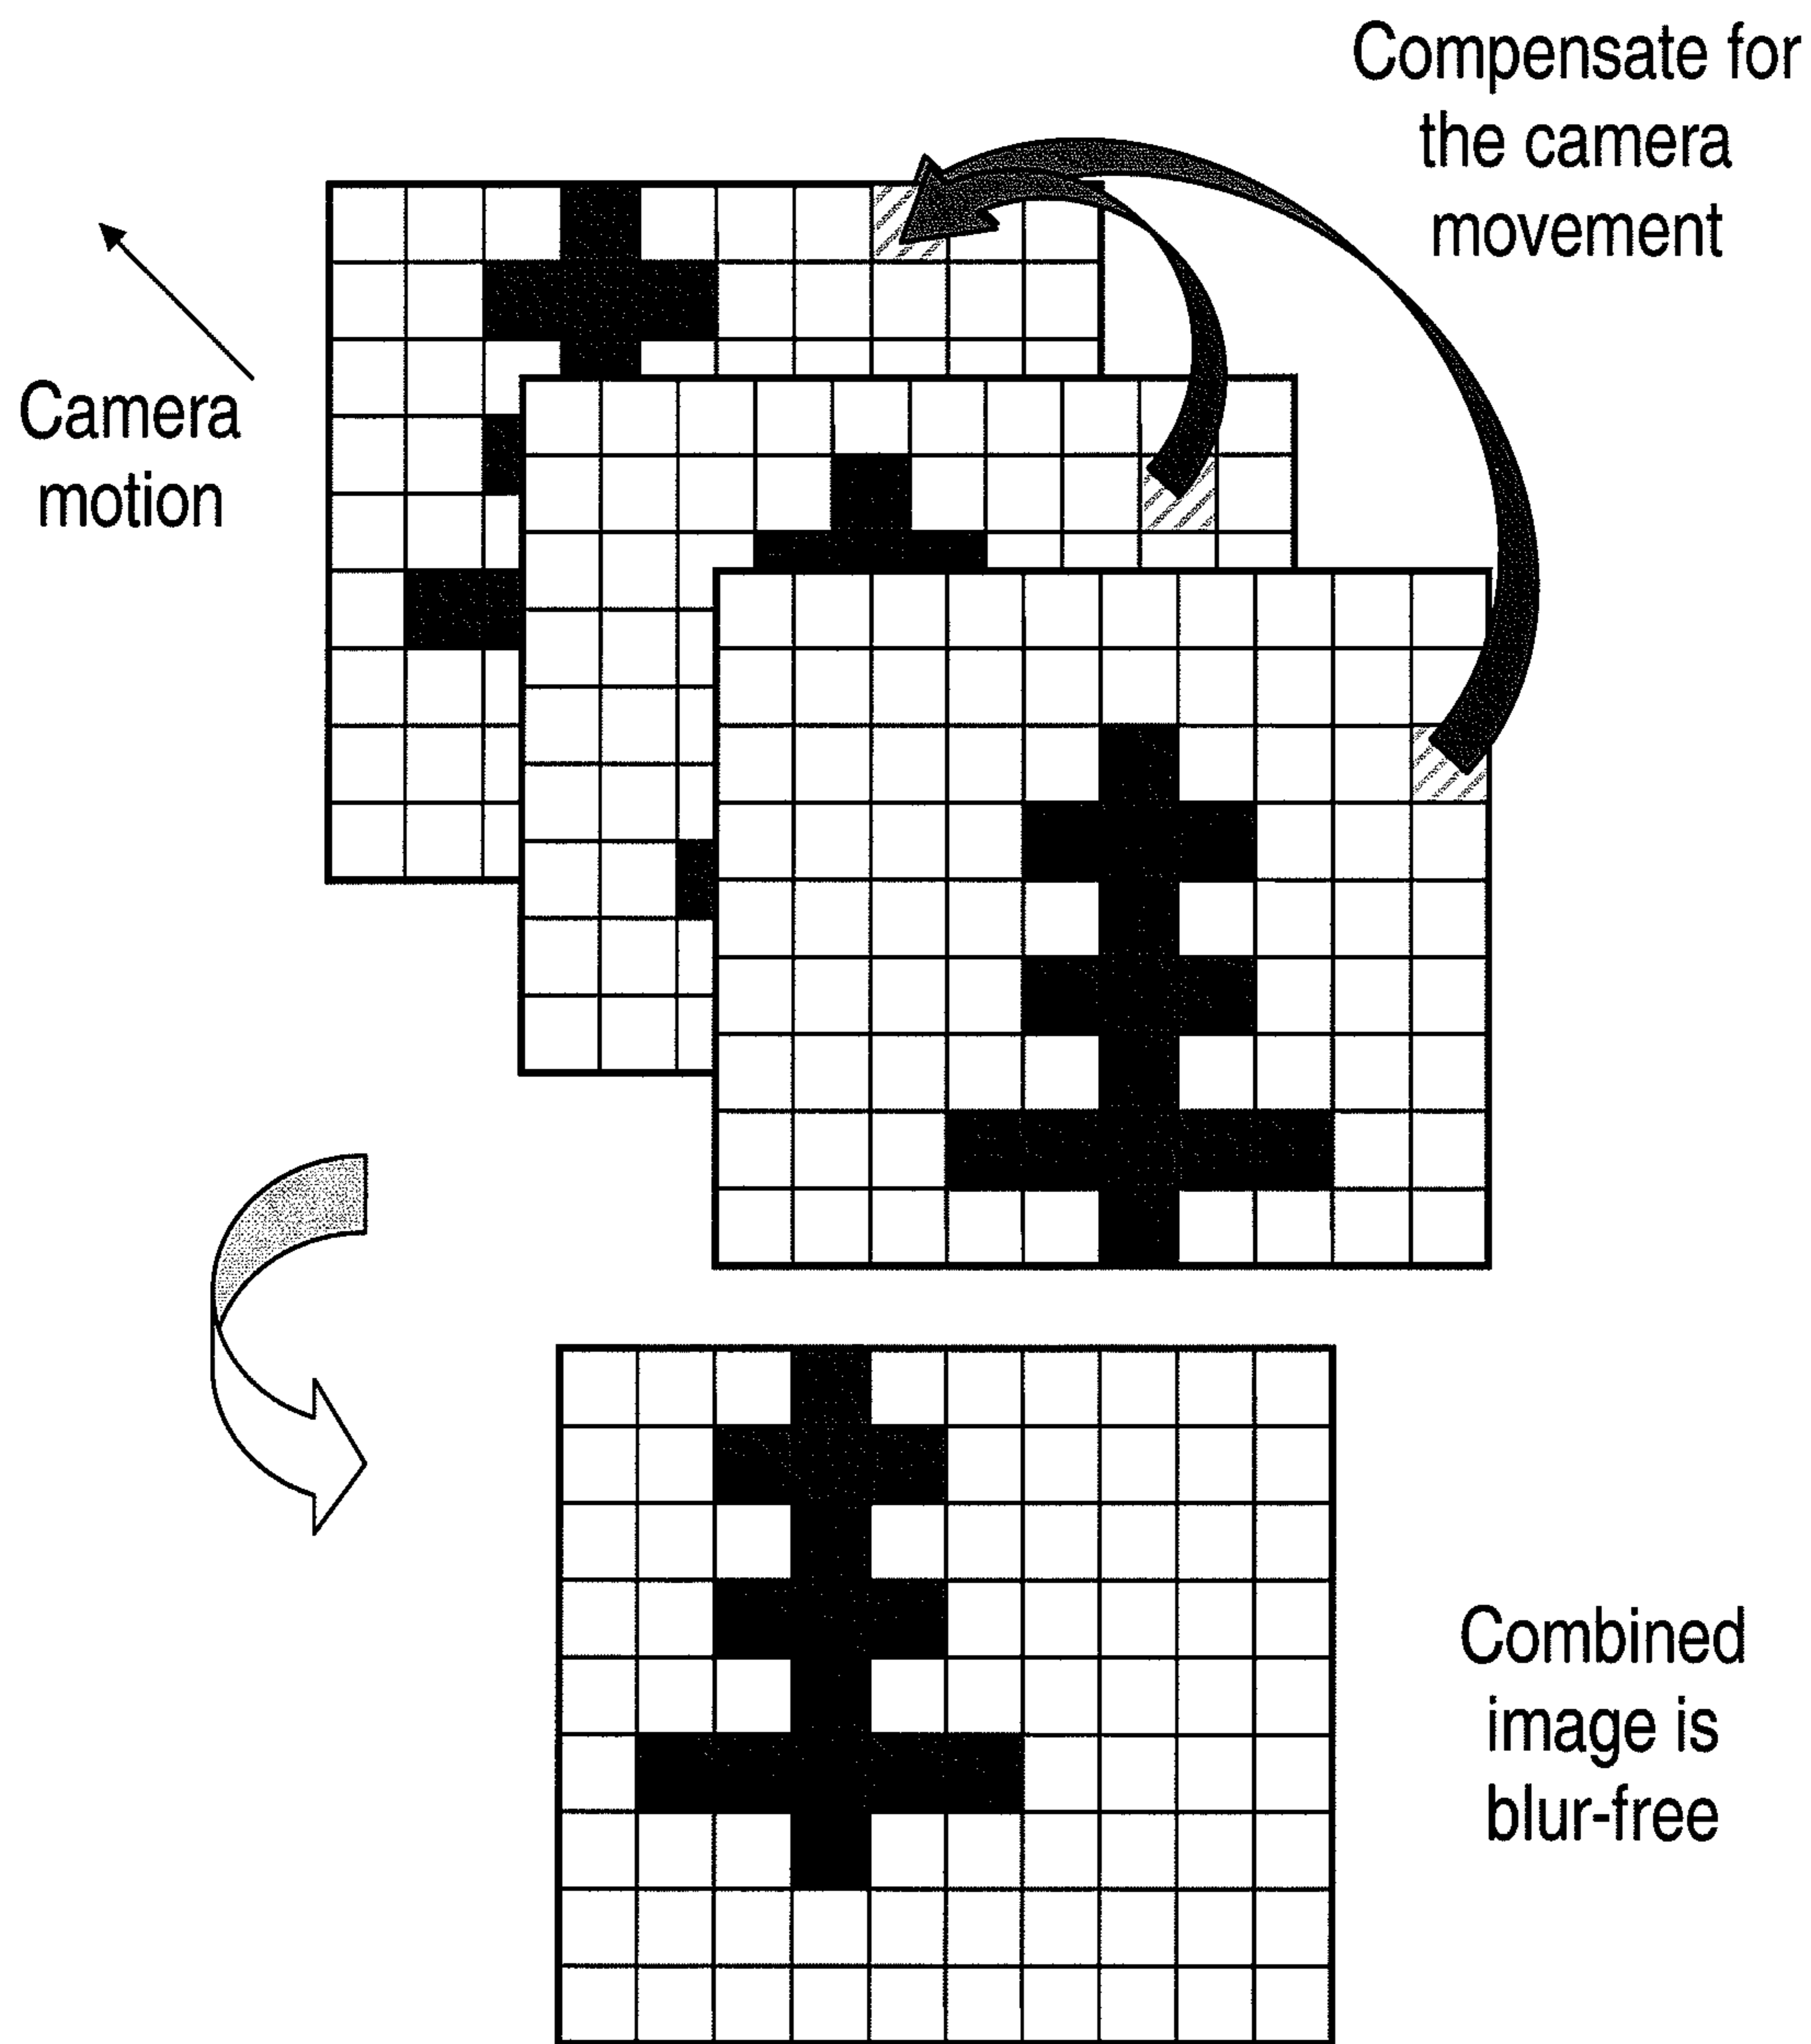 Compensate for
the camera
movement
Camera
motion
Combined
image is
blur-free